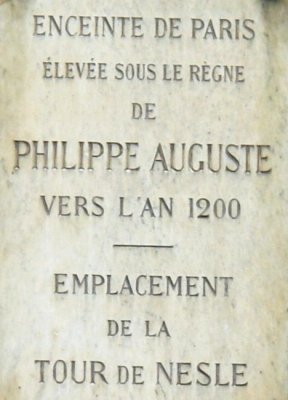 ENCEINTE DE PARIS
ÉLEVÉE SOUS LE RÈGNE
DE
PHILIPPE AUGUSTE
VERS L'AN 1200
EMPLACEMENT
DE LA
TOUR DE NESLE